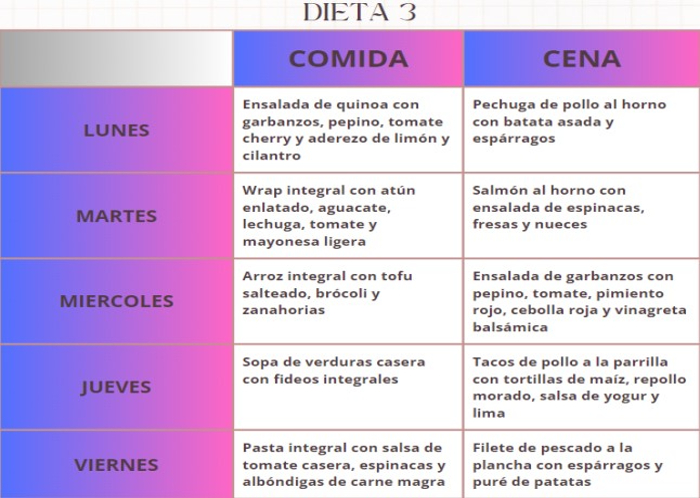 DIETA 3
COMIDA
CENA
LUNES
Ensalada de quinoa con
garbanzos, pepino, tomate
cherry y aderezo de limón y
cilantro
Pechuga de pollo al horno
con batata asada y
espárragos
MARTES
Wrap integral con atún
enlatado, aguacate,
lechuga, tomate y
mayonesa ligera
Salmón al horno con
ensalada de espinacas,
fresas y nueces
MIERCOLES
Arroz integral con tofu
salteado, brócoli y
zanahorias
Ensalada de garbanzos con
pepino, tomate, pimiento
rojo, cebolla roja y vinagreta
balsámica
JUEVES
Sopa de verduras casera
con fideos integrales
Tacos de pollo a la parrilla
con tortillas de maíz, repollo
morado, salsa de yogur y
lima
VIERNES
Pasta integral con salsa de
tomate casera, espinacas y
albóndigas de carne magra
Filete de pescado a la
plancha con espárragos y
puré de patatas